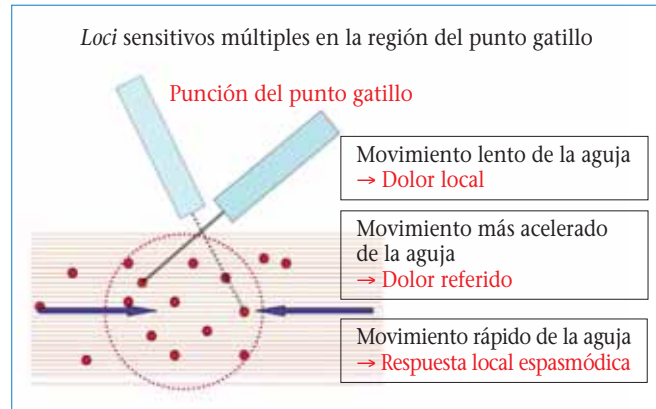 Loci sensitivos múltiples en la región del punto gatillo
Punción del punto gatillo
Movimiento lento de la aguja
→ Dolor local
Movimiento más acelerado
de la aguja
→ Dolor referido
Movimiento rápido de la aguja
→ Respuesta local espasmódica